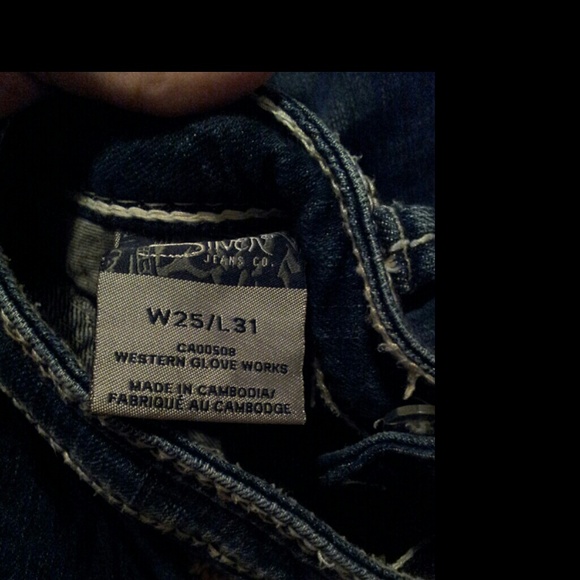 Silver
JEANS CO.
W25/L31
CA00508
WESTERN GLOVE WORKS
MADE IN CAMBODIA/
FABRIQUÉ AU CAMBODGE